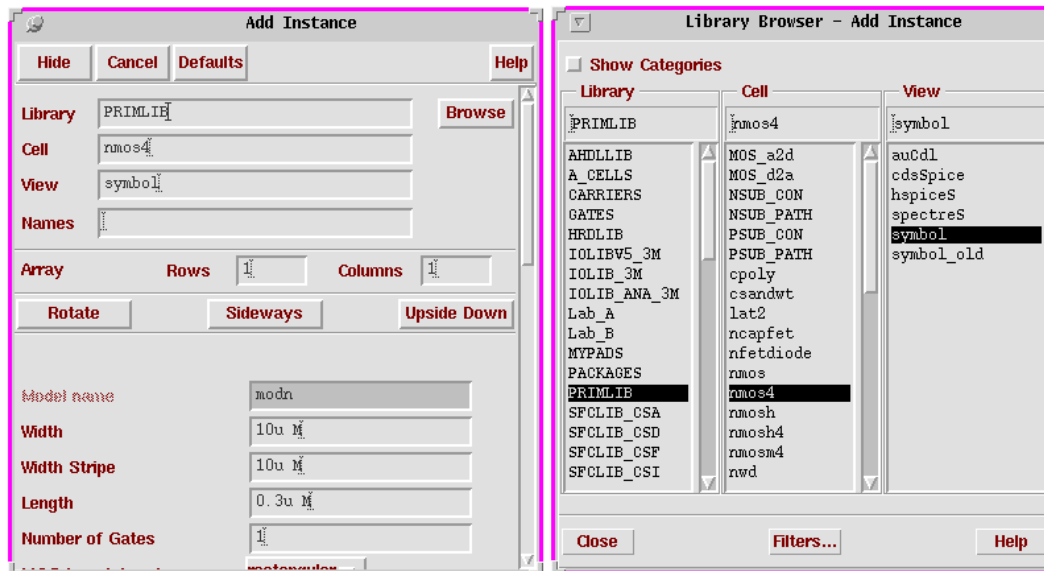 Add Instance
Hide Cancel Defaults Help
Library PRIMLIB Browse
Cell nmos4
View symbol
Names
Array Rows 1 Columns 1
Rotate Sideways Upside Down
Model name modn
Width 10u M
Width Stripe 10u M
Length 0.3u M
Number of Gates 1
rectangular
Library Browser - Add Instance
Show Categories
Library
PRIMLIB
AHDLLIB
A_CELLS
CARRIERS
GATES
HRDLIB
IOLIBV5_3M
IOLIB_3M
IOLIB_ANA_3M
Lab_A
Lab_B
MYPADS
PACKAGES
PRIMLIB
SFCLIB_CSA
SFCLIB_CSD
SFCLIB_CSF
SFCLIB_CSI
Cell
nmos4
MOS_a2d
MOS_d2a
NSUB_CON
NSUB_PATH
PSUB_CON
PSUB_PATH
cpoly
csandwt
lat2
ncapfet
nfetdiode
nmos
nmos4
nmosh
nmosh4
nmosm4
nwd
View
symbol
auCdl
cdsSpice
hspiceS
spectreS
symbol
symbol_old
Close Filters... Help